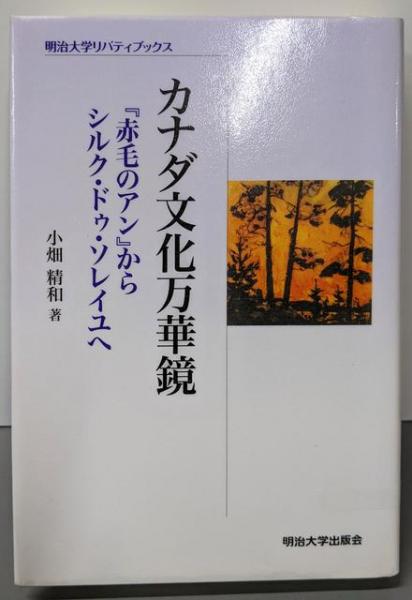 明治大学リバティブックス
カナダ文化万華鏡
『赤毛のアン』から
シルク・ドゥ・ソレイユへ
小畑 精和 著
明治大学出版会